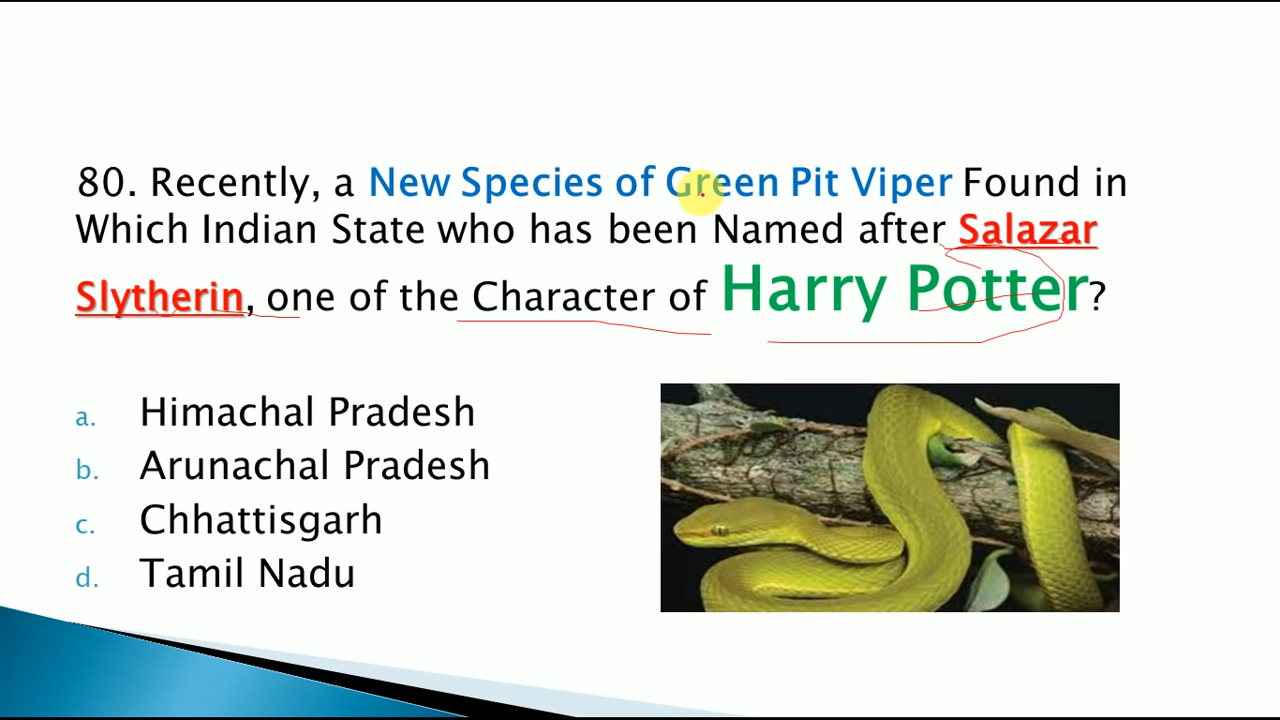 80. Recently, a New Species of Green Pit Viper Found in
Which Indian State who has been Named after Salazar
Slytherin, one of the Character of Harry Potter?
a. Himachal Pradesh
b. Arunachal Pradesh
c. Chhattisgarh
d. Tamil Nadu